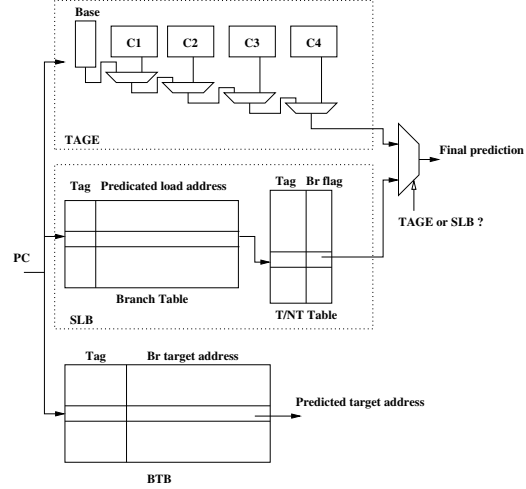 Base
C1
C2
C3
C4
TAGE
Final prediction
TAGE or SLB ?
Tag Predicated load address
Tag Br flag
PC
Branch Table
T/NT Table
SLB
Tag Br target address
Predicted target address
BTB